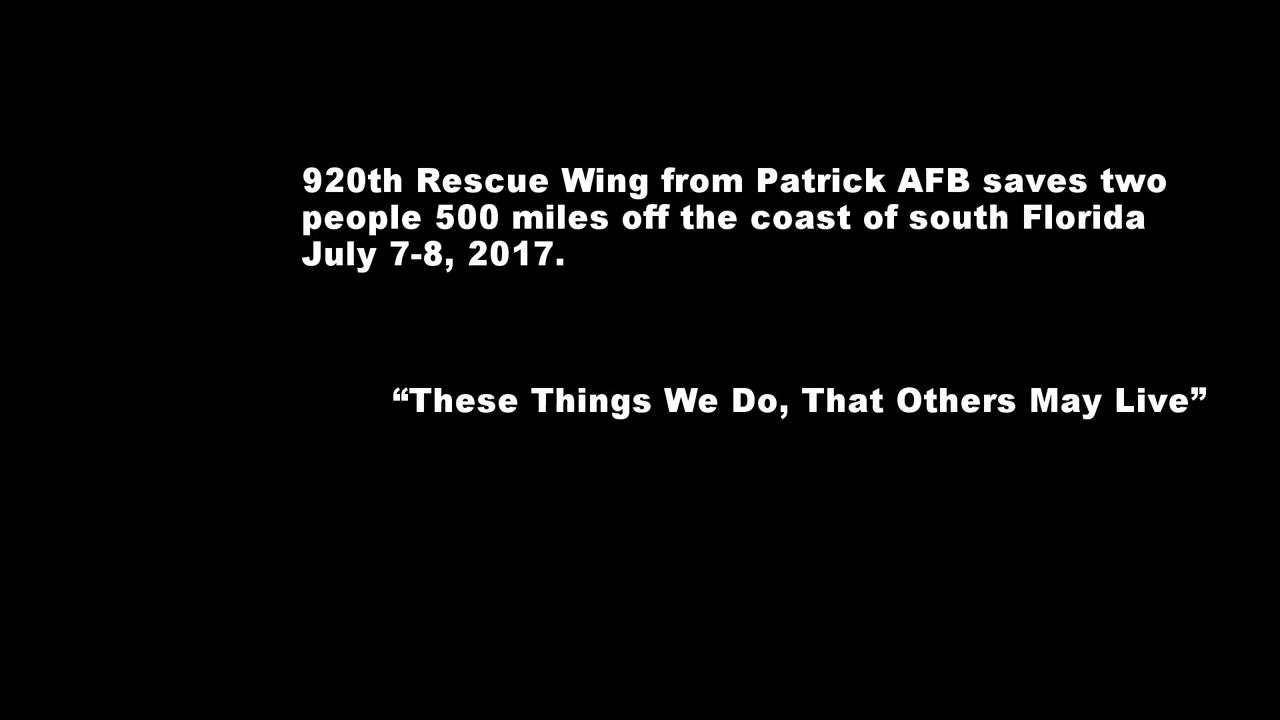 920th Rescue Wing from Patrick AFB saves two
people 500 miles off the coast of south Florida
July 7-8, 2017.
“These Things We Do, That Others May Live”